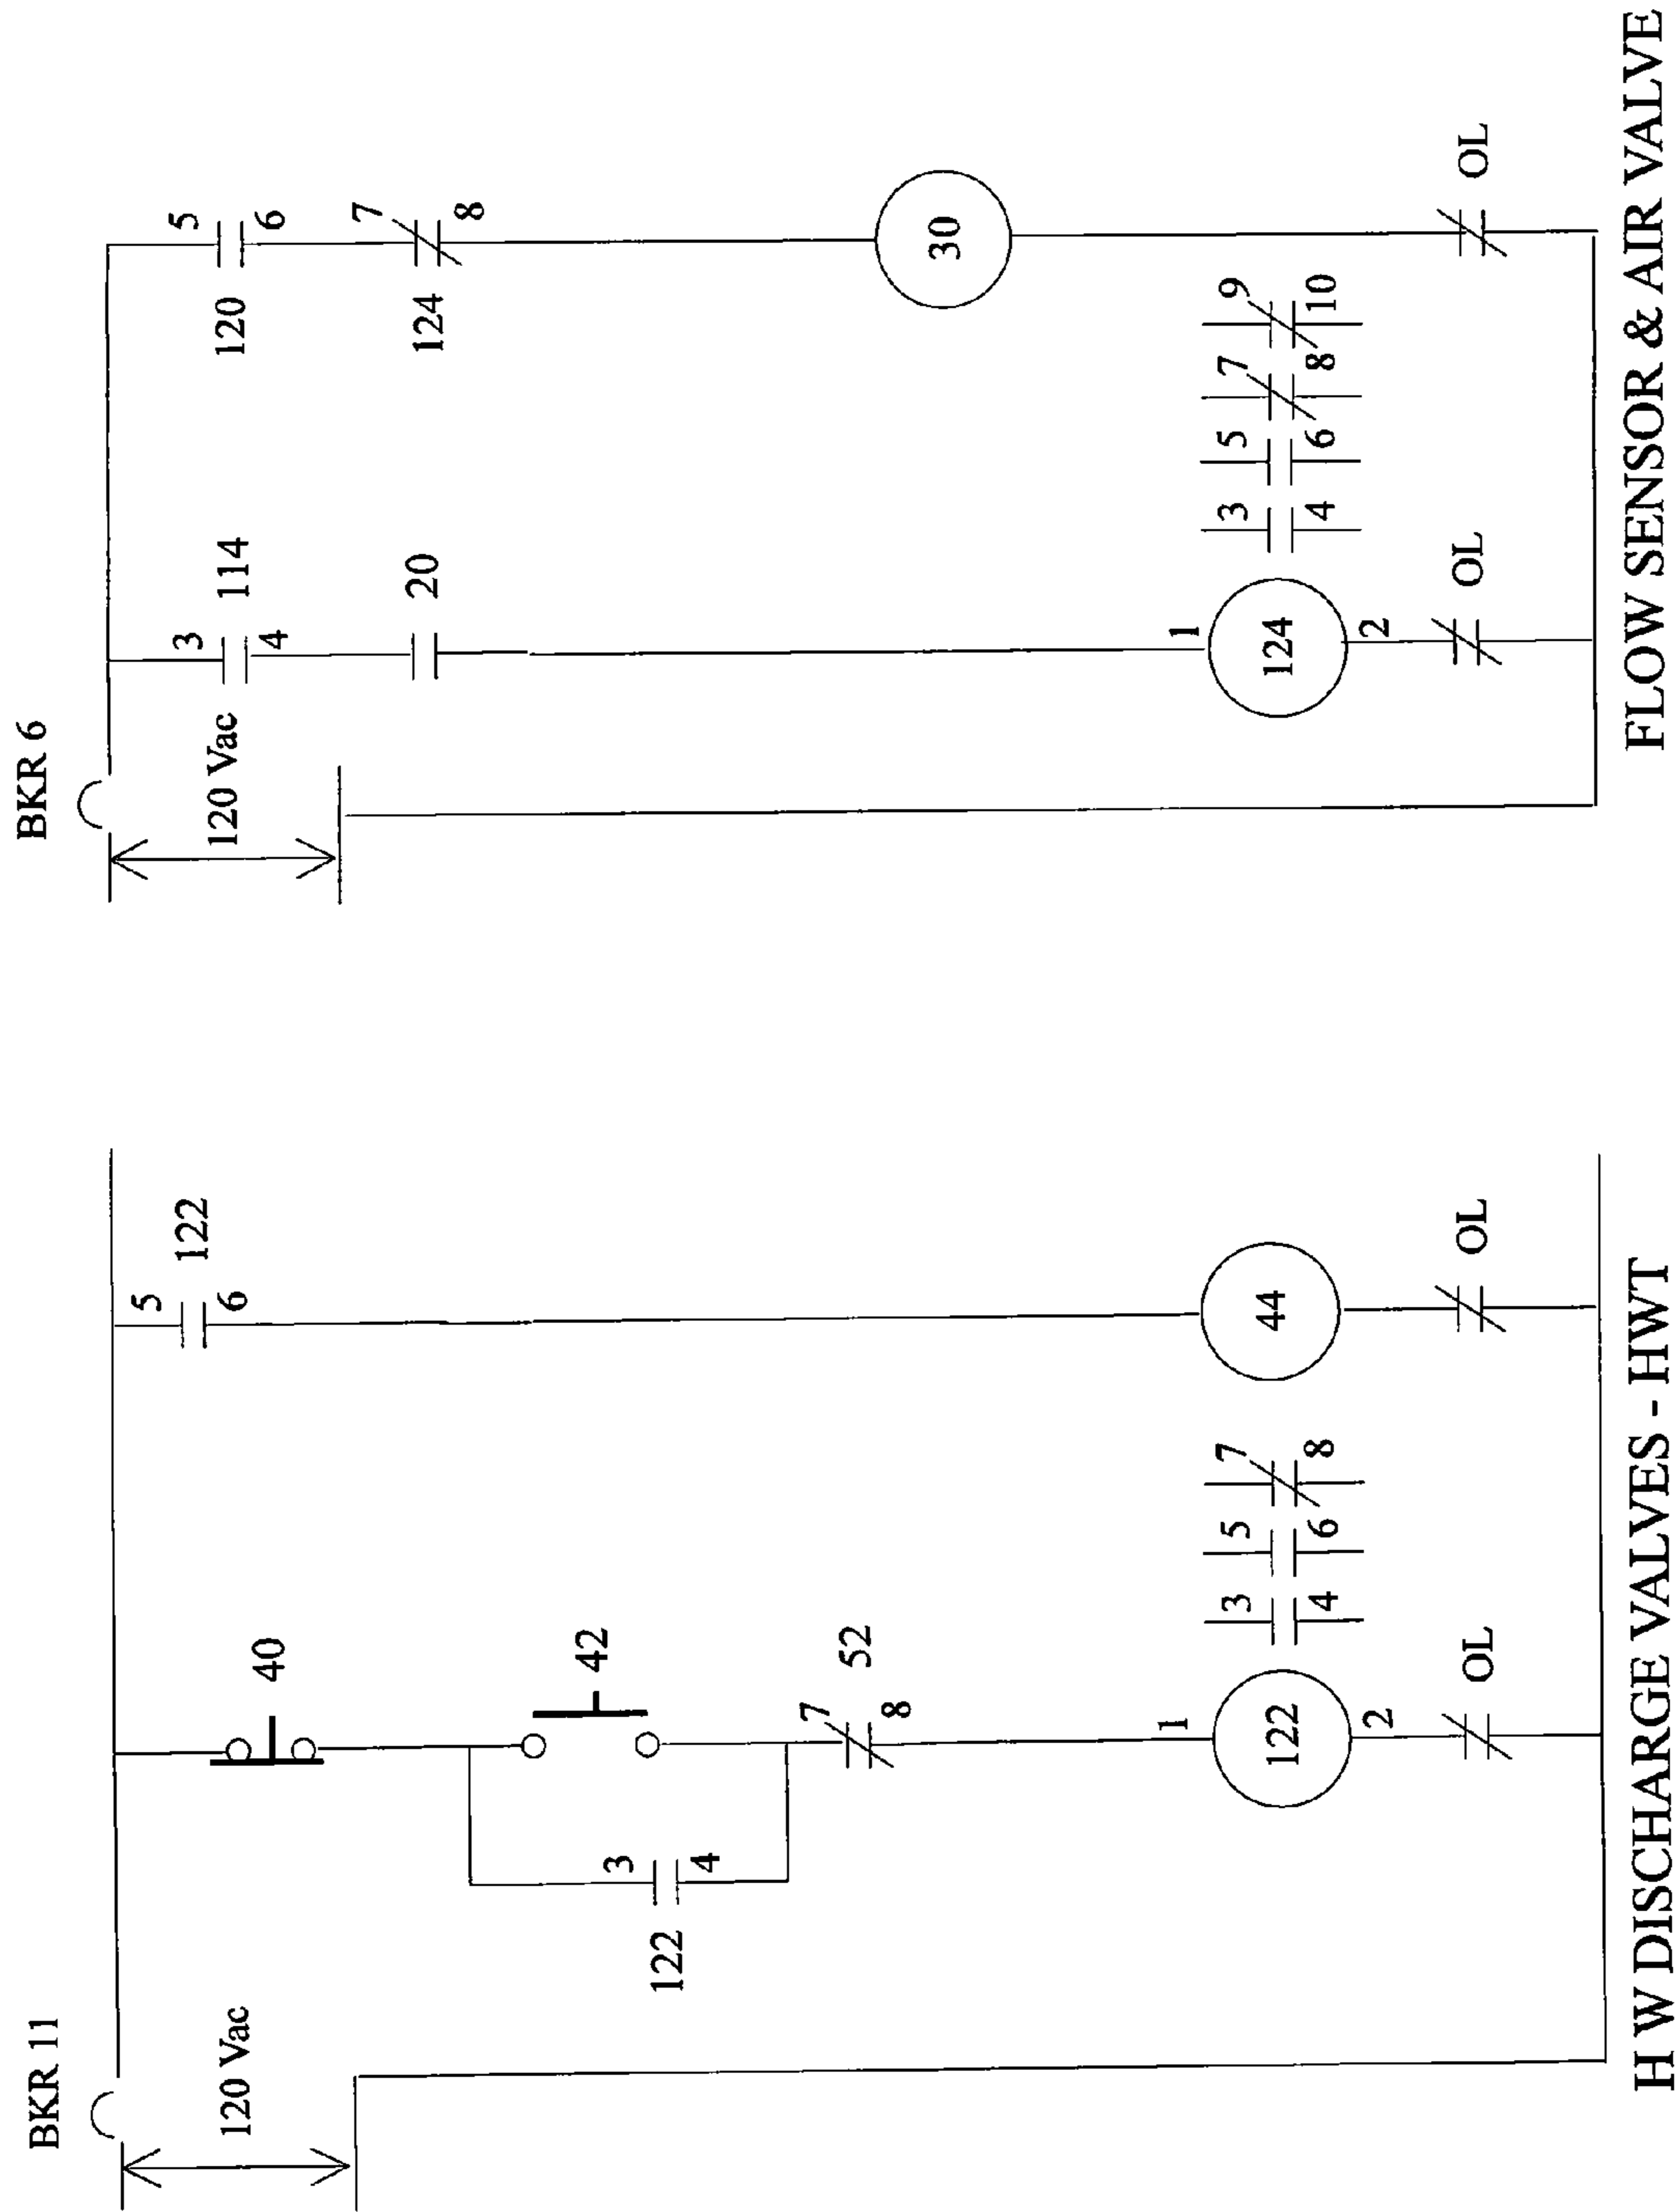 BKR 11
120 Vac
40
5
122
6
42
3
122
4
7
52
8
1
122
2
3 5 7
4 6 8
44
OL
OL
H W DISCHARGE VALVES - HWT
BKR 6
120 Vac
3
114
4
5
120
6
20
7
124
8
30
1
124
2
3 5 7 9
4 6 8 10
OL
OL
FLOW SENSOR & AIR VALVE